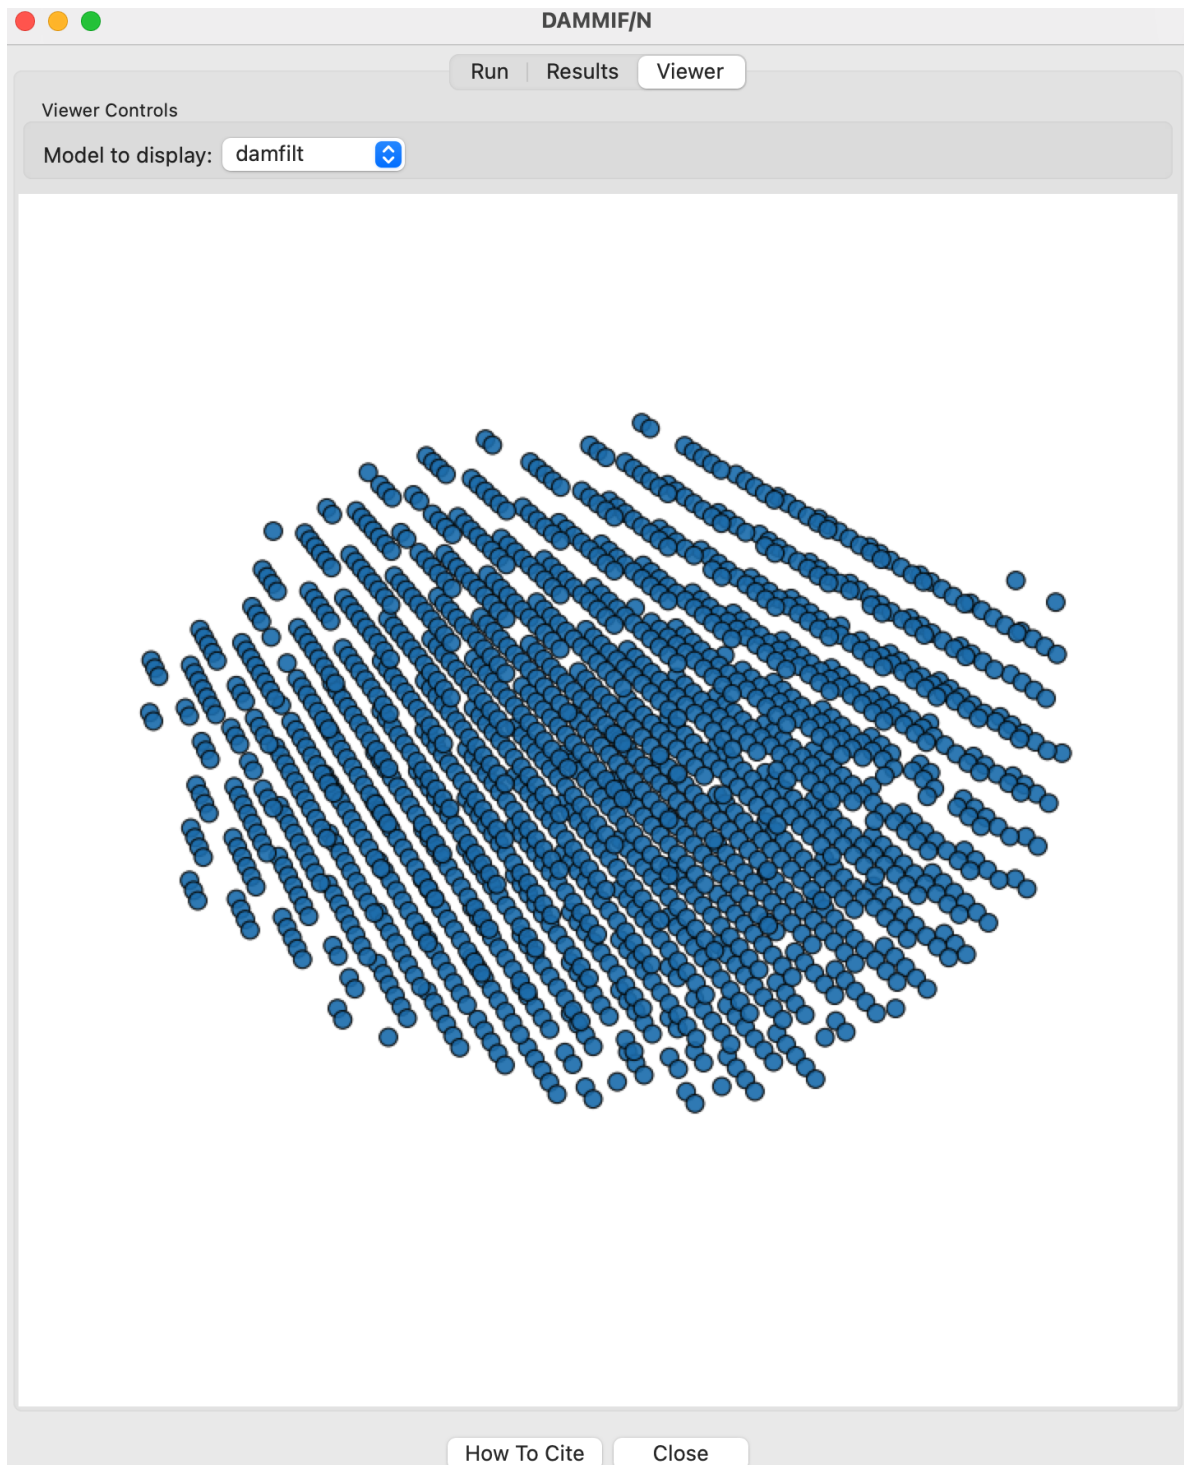 DAMMIF/N
Run Results Viewer
Viewer Controls
Model to display: damfilt
How To Cite Close